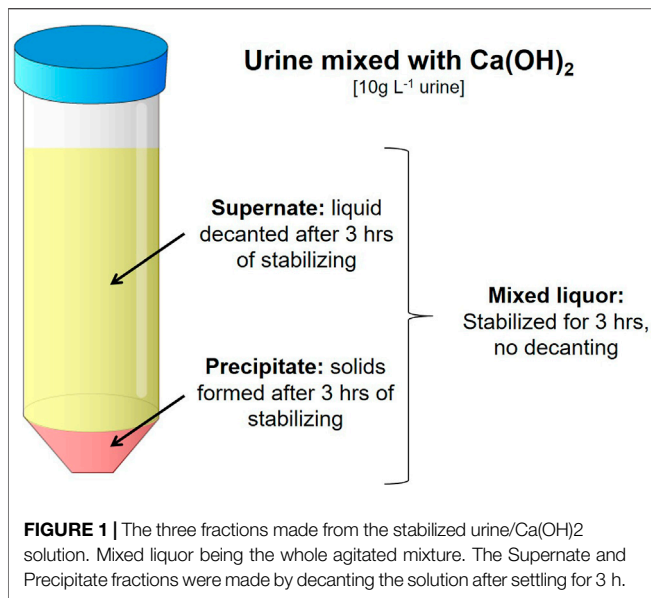 Urine mixed with Ca(OH)₂
[10g L⁻¹ urine]
Supernate: liquid
decanted after 3 hrs
of stabilizing
Mixed liquor:
Stabilized for 3 hrs,
no decanting
Precipitate: solids
formed after 3 hrs of
stabilizing
FIGURE 1 | The three fractions made from the stabilized urine/Ca(OH)2
solution. Mixed liquor being the whole agitated mixture. The Supernate and
Precipitate fractions were made by decanting the solution after settling for 3 h.